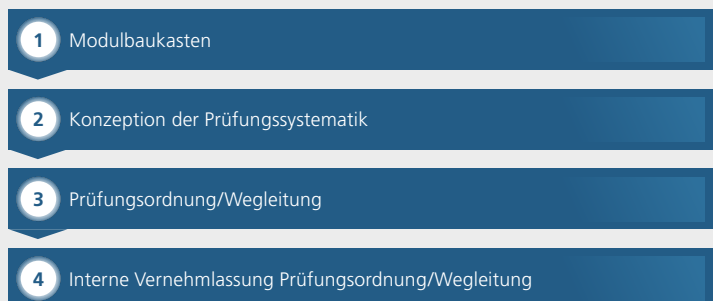 1 Modulbaukasten
2 Konzeption der Prüfungssystematik
3 Prüfungsordnung/Wegleitung
4 Interne Vernehmlassung Prüfungsordnung/Wegleitung